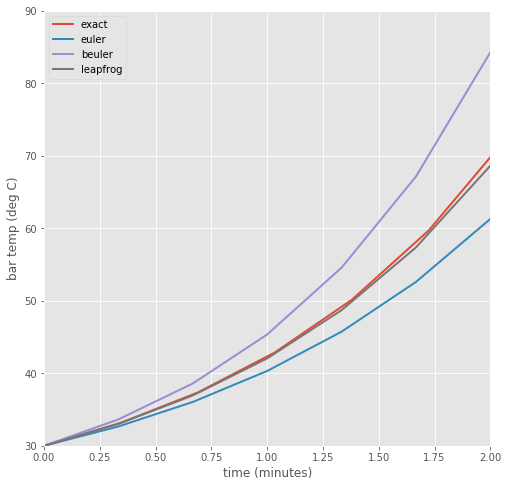 exact
euler
beuler
leapfrog
90
80
70
60
50
40
30
bar temp (deg C)
0.00 0.25 0.50 0.75 1.00 1.25 1.50 1.75 2.00
time (minutes)